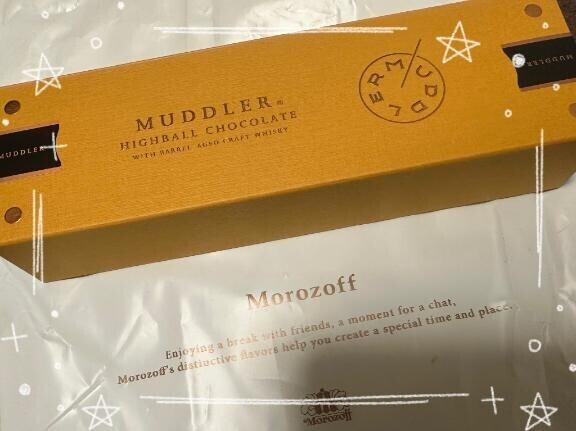 MUDDLER®
HIGHBALL CHOCOLATE
WITH BARREL-AGED CRAFT WHISKY
MUDDLER
MUDDLER
MUDDLER
Morozoff
Enjoying a break with friends, a moment for a chat,
Morozoff's distinctive flavors help you create a special time and place.
Morozoff